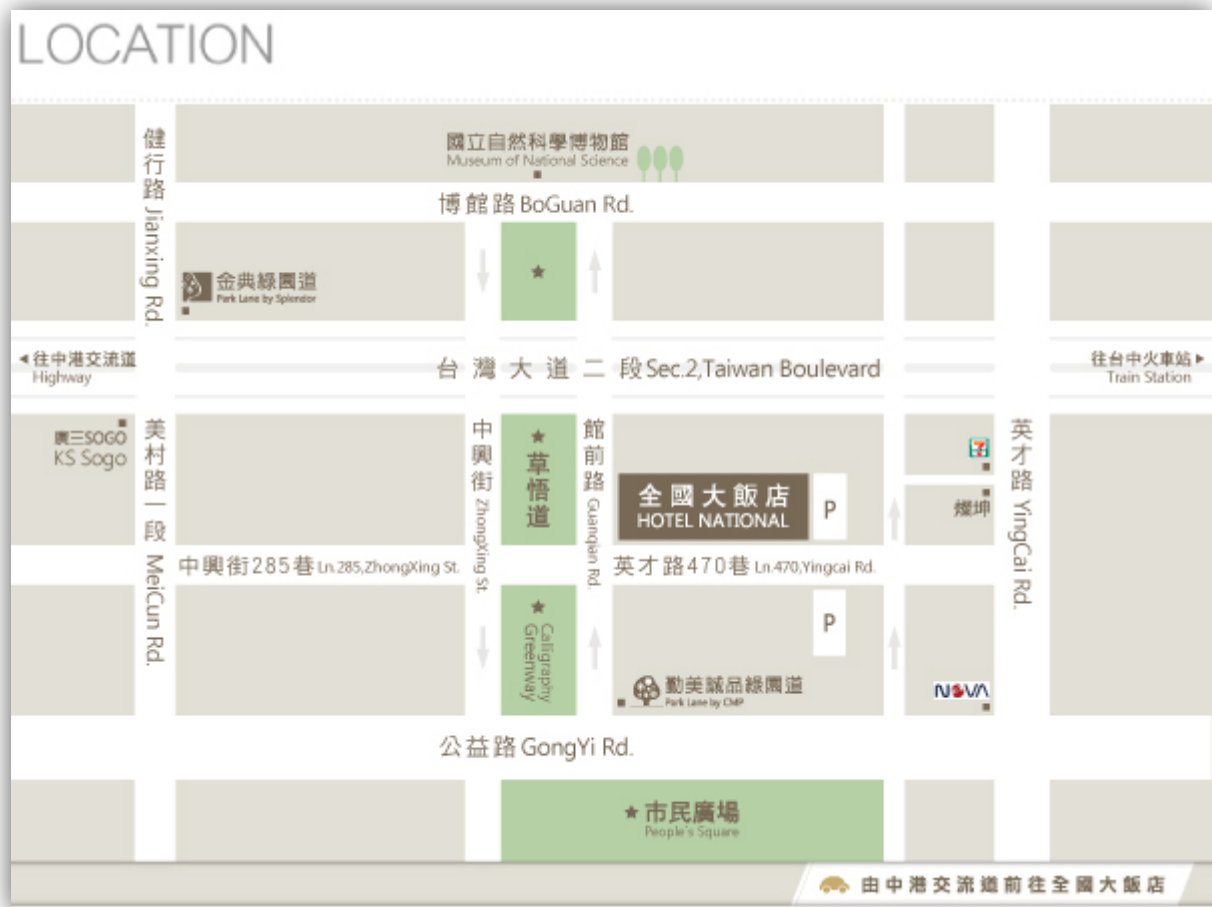 LOCATION
國立自然科學博物館
Museum of National Science
健行路 Jianxing Rd.
博館路 BoGuan Rd.
金典綠園道
Park Lane by Splendor
◀往中港交流道
Highway
台灣大道二段 Sec.2,Taiwan Boulevard
往台中火車站▶
Train Station
廣三SOGO
KS Sogo
美村路一段 MeiCun Rd.
中興街 ZhongXing St.
草悟道
館前路 Guanqian Rd.
全國大飯店
HOTEL NATIONAL
P
7
燦坤
英才路 YingCai Rd.
中興街285巷 Ln.285,ZhongXing St.
英才路470巷 Ln.470,Yingcai Rd.
Caligraphy
Greenway
P
勤美誠品綠園道
Park Lane by CMP
NOVA
公益路 GongYi Rd.
市民廣場
People's Square
由中港交流道前往全國大飯店